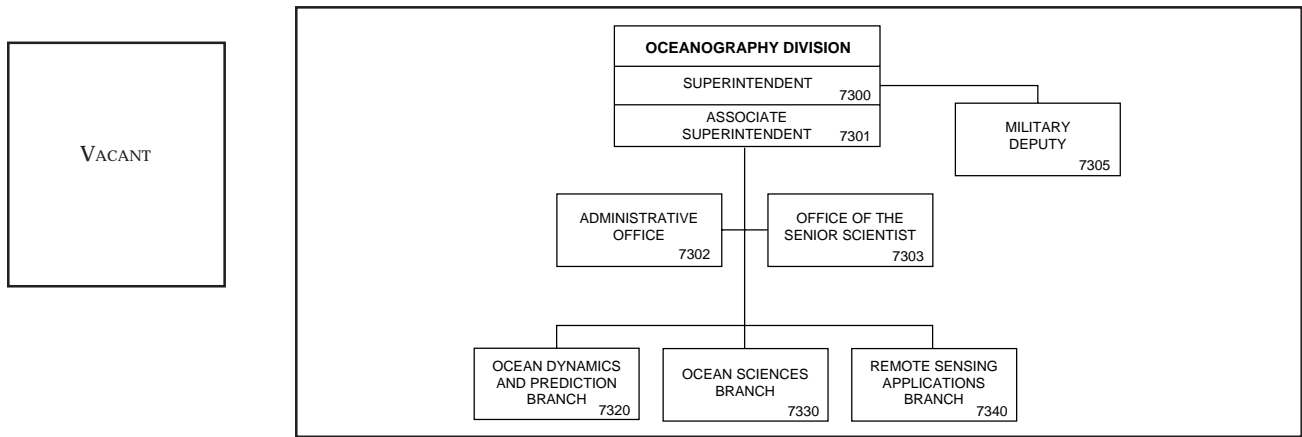 VACANT
OCEANOGRAPHY DIVISION
SUPERINTENDENT
7300
ASSOCIATE
SUPERINTENDENT
7301
MILITARY
DEPUTY
7305
ADMINISTRATIVE
OFFICE
7302
OFFICE OF THE
SENIOR SCIENTIST
7303
OCEAN DYNAMICS
AND PREDICTION
BRANCH
7320
OCEAN SCIENCES
BRANCH
7330
REMOTE SENSING
APPLICATIONS
BRANCH
7340